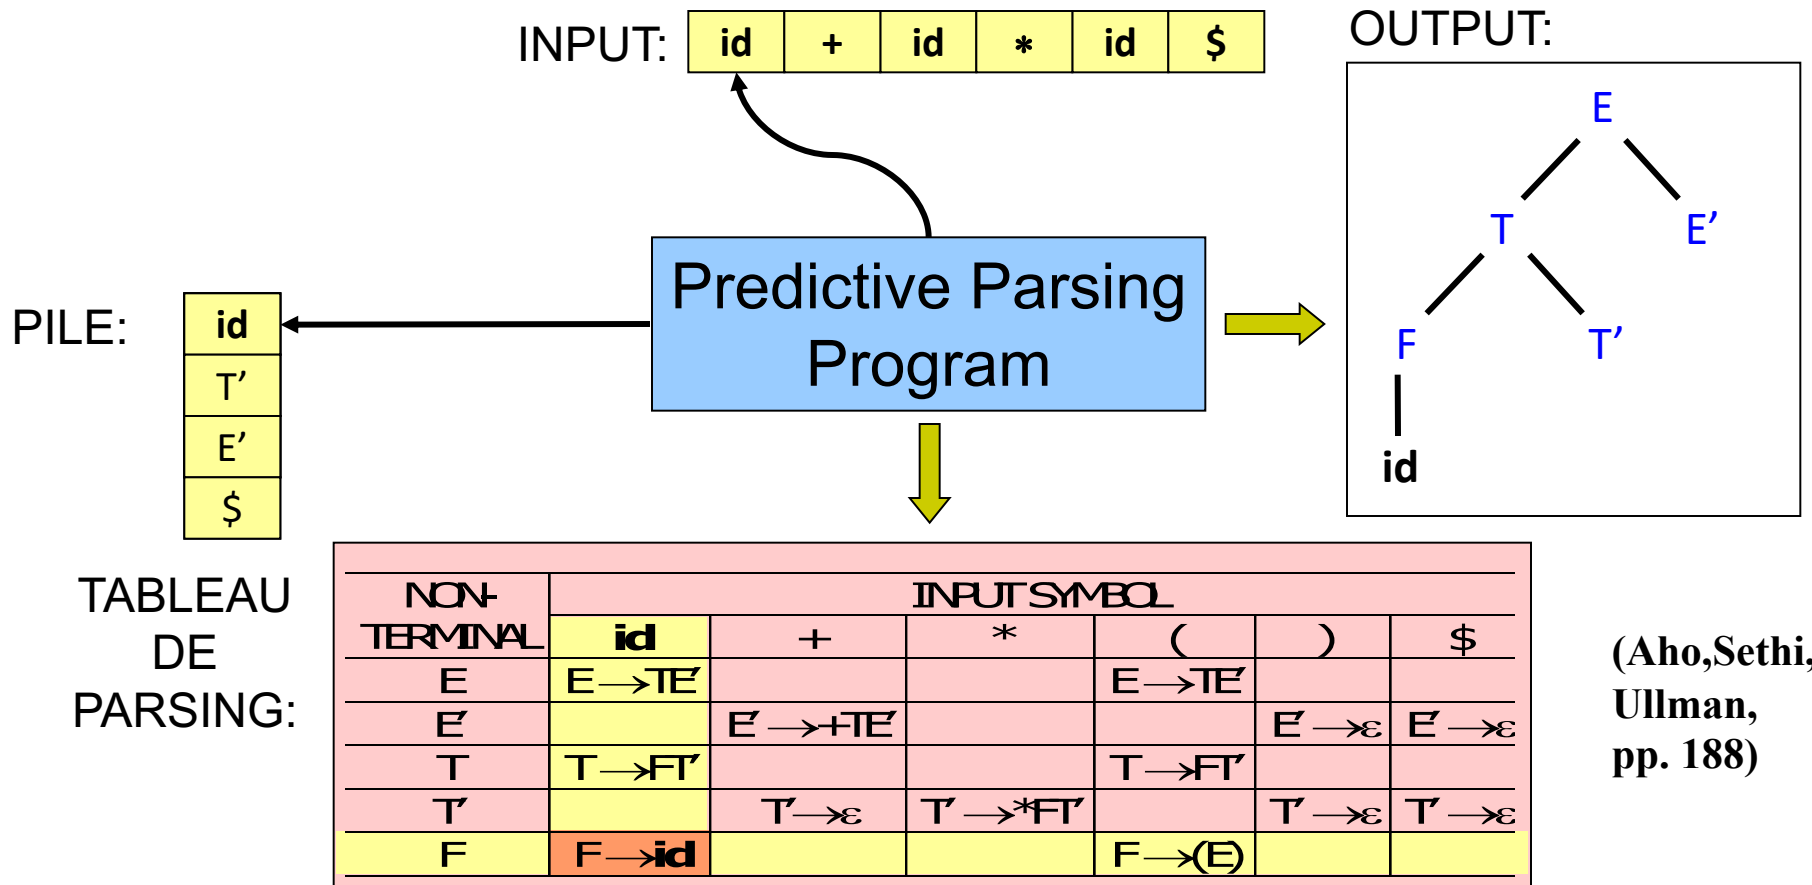 INPUT: id + id * id $
OUTPUT:
E
T E’
F T’
id
Predictive Parsing
Program
PILE:
id
T’
E’
$
TABLEAU
DE
PARSING:
NON-
TERMINAL
INPUT SYMBOL
id + * ( ) $
E E→TE′ E→TE′
E′ E′→+TE′ E′→ε E′→ε
T T→FT′ T→FT′
T′ T′→ε T′→*FT′ T′→ε T′→ε
F F→id F→(E)
(Aho,Sethi,
Ullman,
pp. 188)